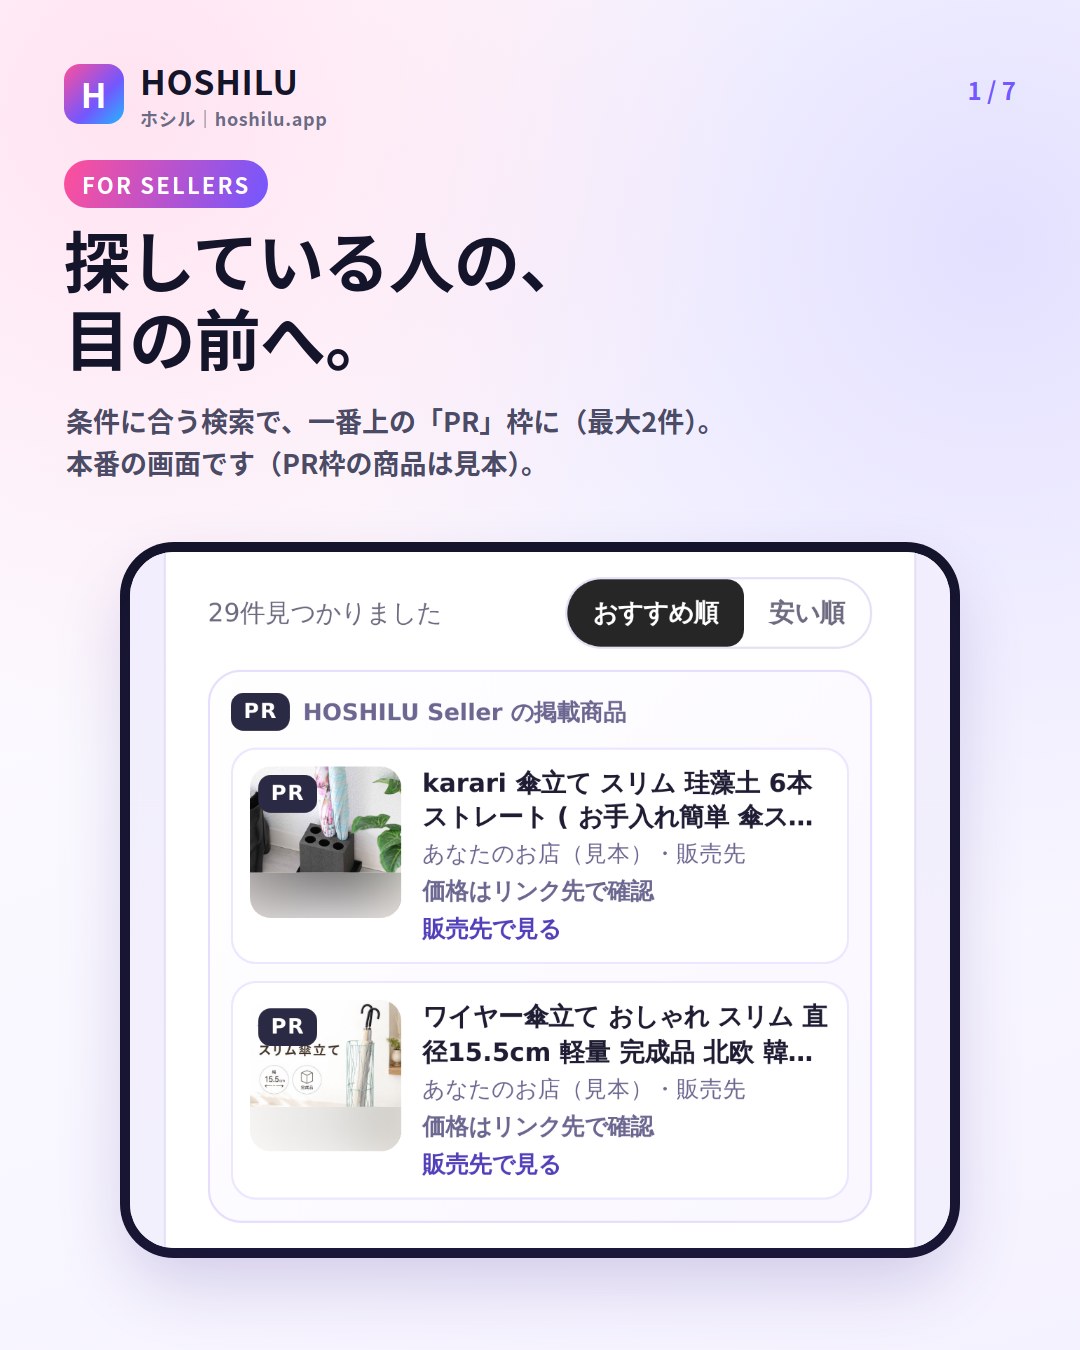 H
HOSHILU
ホシル｜hoshilu.app
1 / 7
FOR SELLERS
探している人の、
目の前へ。
条件に合う検索で、一番上の「PR」枠に（最大2件）。
本番の画面です（PR枠の商品は見本）。
29件見つかりました
おすすめ順
安い順
PR
HOSHILU Seller の掲載商品
PR
karari 傘立て スリム 珪藻土 6本
ストレート ( お手入れ簡単 傘ス…
あなたのお店（見本）・販売先
価格はリンク先で確認
販売先で見る
PR
スリム傘立て
幅
15.5cm
完成品
ワイヤー傘立て おしゃれ スリム 直
径15.5cm 軽量 完成品 北欧 韓…
あなたのお店（見本）・販売先
価格はリンク先で確認
販売先で見る